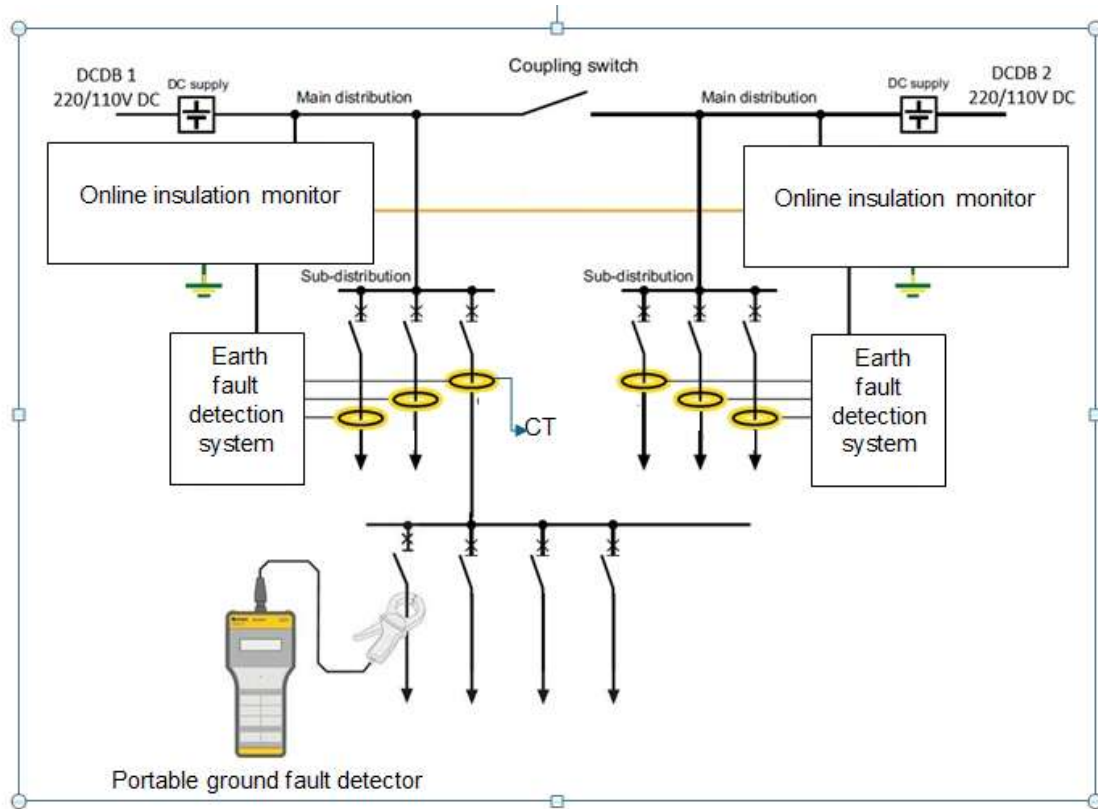 Coupling switch
DCDB 1
220/110V DC
DC supply
Main distribution
Main distribution
DC supply
DCDB 2
220/110V DC
Online insulation monitor
Online insulation monitor
Sub-distribution
Sub-distribution
Earth
fault
detection
system
Earth
fault
detection
system
CT
Portable ground fault detector